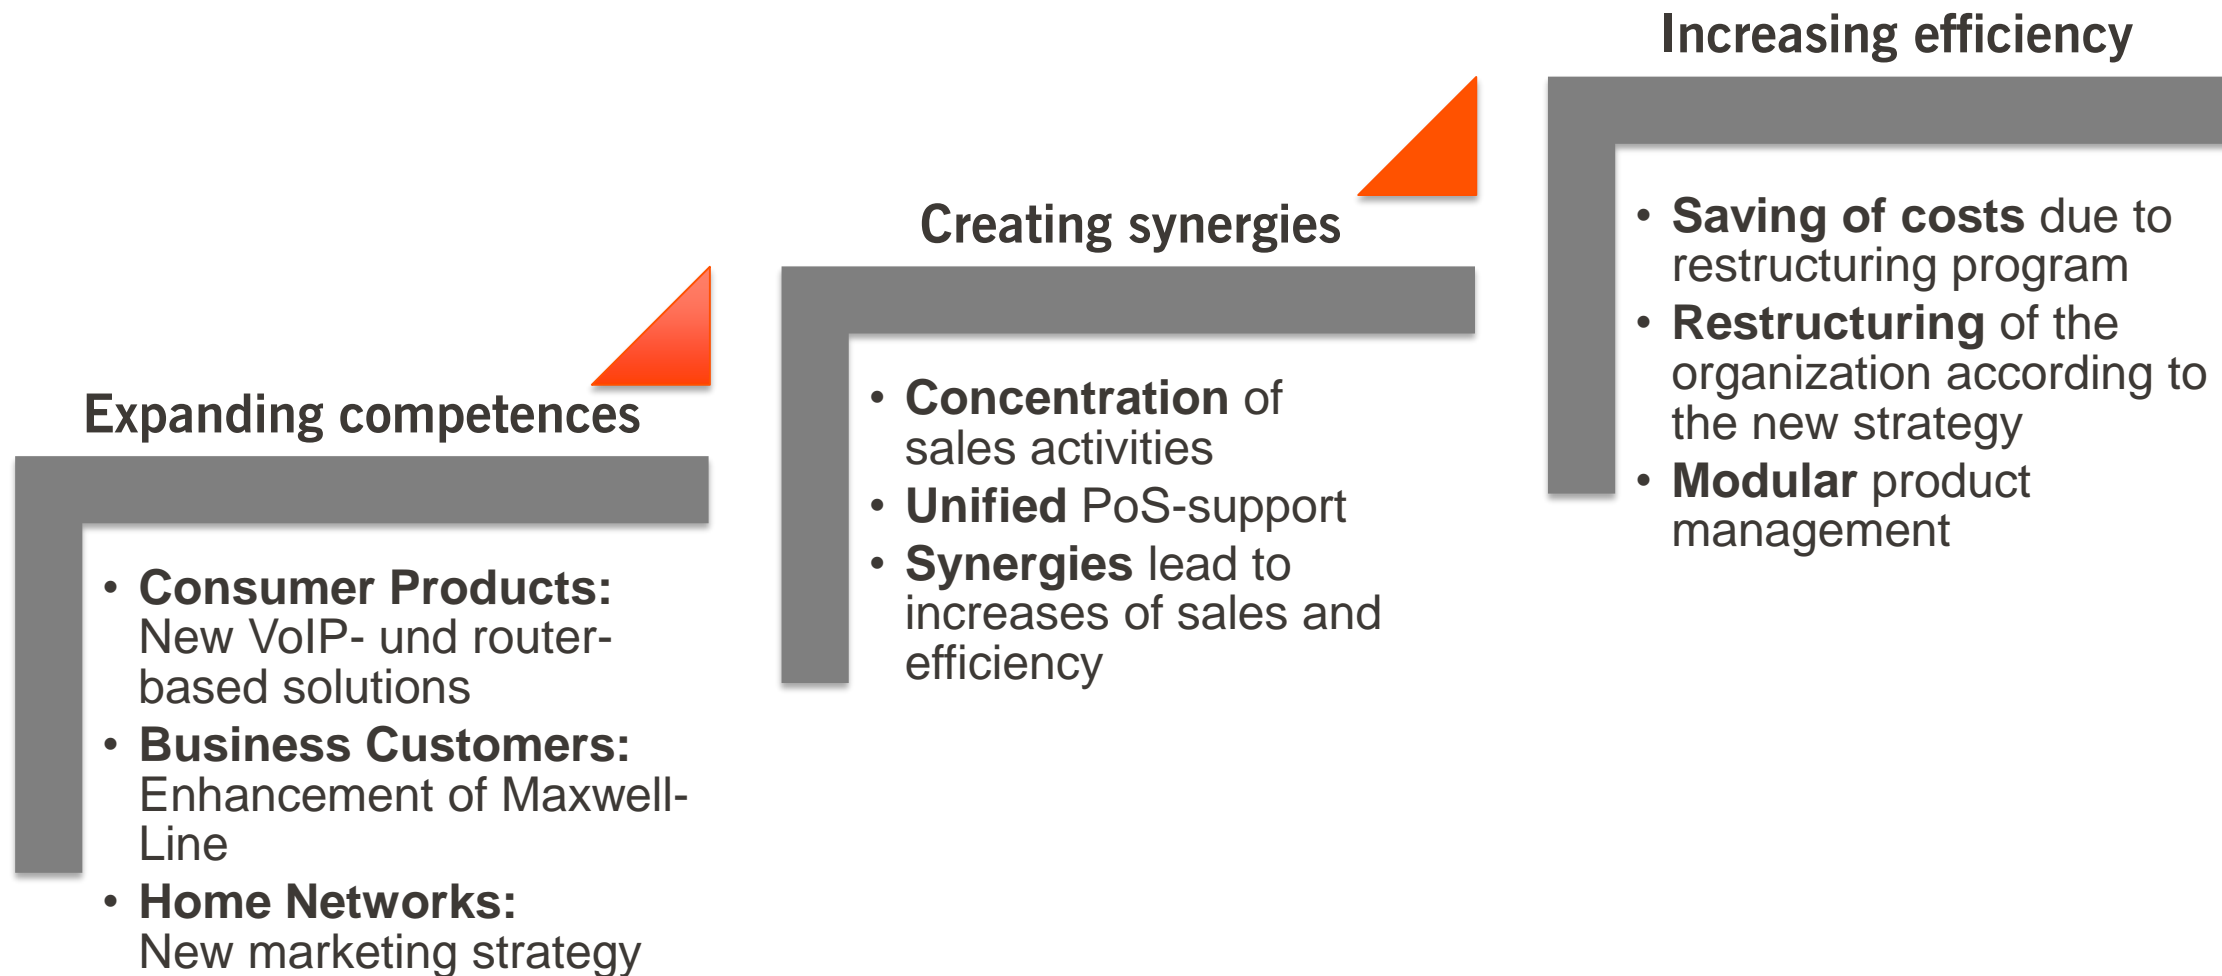 Expanding competences
• Consumer Products:
New VoIP- und router-
based solutions
• Business Customers:
Enhancement of Maxwell-
Line
• Home Networks:
New marketing strategy
Creating synergies
• Concentration of
sales activities
• Unified PoS-support
• Synergies lead to
increases of sales and
efficiency
Increasing efficiency
• Saving of costs due to
restructuring program
• Restructuring of the
organization according to
the new strategy
• Modular product
management